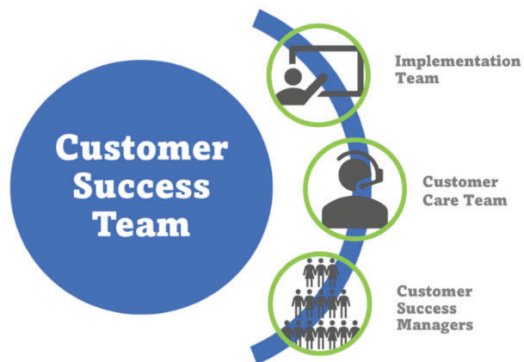 Customer
Success
Team
Implementation
Team
Customer
Care Team
Customer
Success
Managers